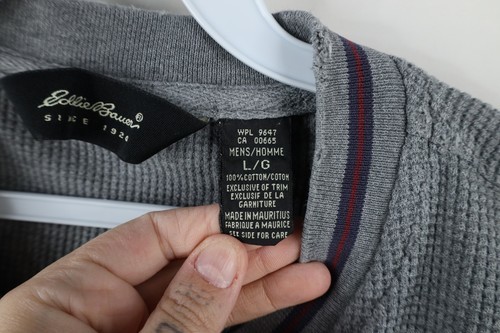 Eddie Bauer®
SINCE 1920
WPL 9647
CA 00665
MENS/HOMME
L/G
100%COTTON/COTON
EXCLUSIVE OF TRIM
EXCLUSIF DE LA
GARNITURE
MADE IN MAURITIUS
FABRIQUE A MAURICE
SEE SIDE FOR CARE